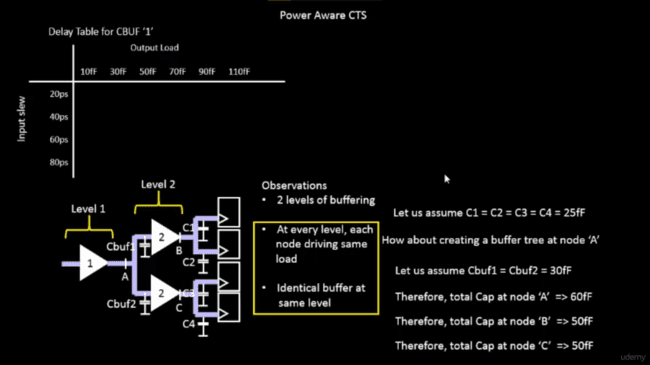 Power Aware CTS
Delay Table for CBUF '1'
Output Load
10fF 30fF 50fF 70fF 90fF 110fF
Input slew
20ps
40ps
60ps
80ps
Level 1
Level 2
Cbuf1
Cbuf2
1
2
2
A
B
C
C1
C2
C3
C4
Observations
• 2 levels of buffering
• At every level, each
node driving same
load
• Identical buffer at
same level
Let us assume C1 = C2 = C3 = C4 = 25fF
How about creating a buffer tree at node 'A'
Let us assume Cbuf1 = Cbuf2 = 30fF
Therefore, total Cap at node 'A' => 60fF
Therefore, total Cap at node 'B' => 50fF
Therefore, total Cap at node 'C' => 50fF
udemy